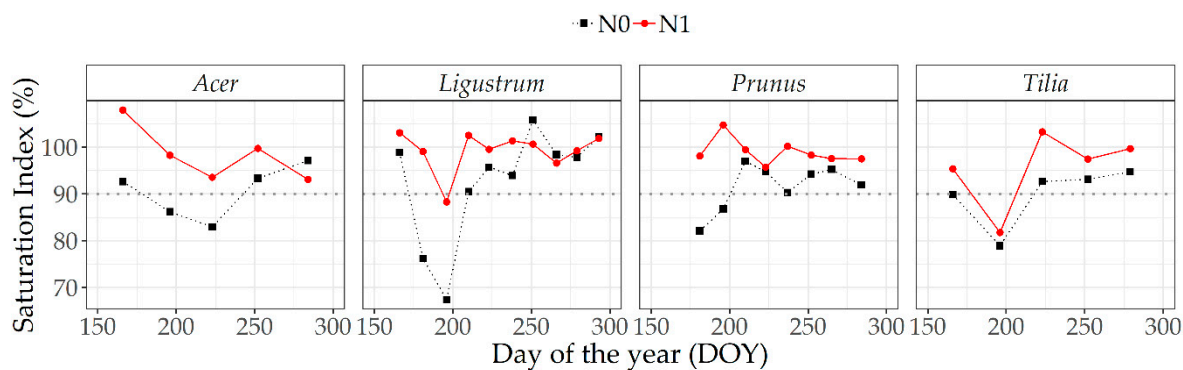 N0 N1
Acer Ligustrum Prunus Tilia
Saturation Index (%)
100
90
80
70
150 200 250 300 150 200 250 300 150 200 250 300 150 200 250 300
Day of the year (DOY)